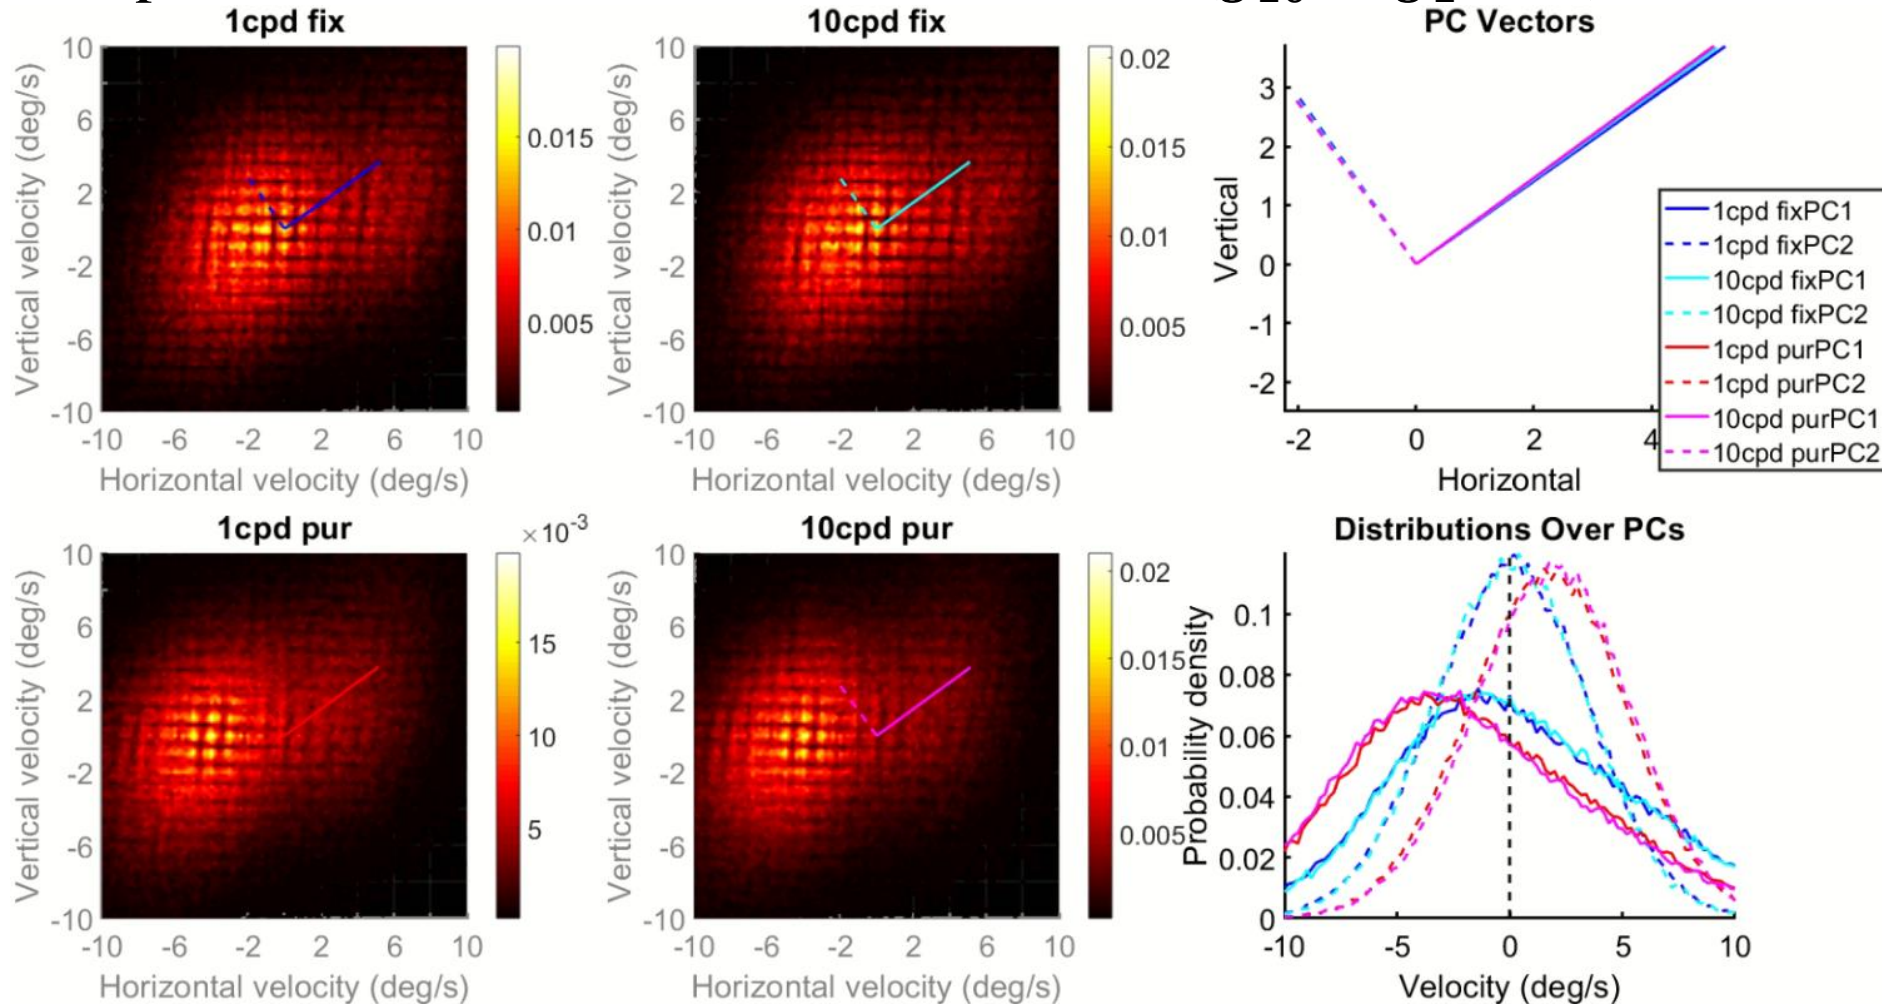 1cpd fix
10cpd fix
PC Vectors
10
6
2
-2
-6
-10
Vertical velocity (deg/s)
-10 -6 -2 2 6 10
Horizontal velocity (deg/s)
0.015
0.01
0.005
10
6
2
-2
-6
-10
Vertical velocity (deg/s)
-10 -6 -2 2 6 10
Horizontal velocity (deg/s)
0.02
0.015
0.01
0.005
3
2
1
0
-1
-2
Vertical
-2 0 2 4
Horizontal
1cpd fixPC1
1cpd fixPC2
10cpd fixPC1
10cpd fixPC2
1cpd purPC1
1cpd purPC2
10cpd purPC1
10cpd purPC2
1cpd pur
10cpd pur
Distributions Over PCs
10
6
2
-2
-6
-10
Vertical velocity (deg/s)
-10 -6 -2 2 6 10
Horizontal velocity (deg/s)
×10-3
15
10
5
10
6
2
-2
-6
-10
Vertical velocity (deg/s)
-10 -6 -2 2 6 10
Horizontal velocity (deg/s)
0.02
0.015
0.01
0.005
0.1
0.08
0.06
0.04
0.02
0
Probability density
-10 -5 0 5 10
Velocity (deg/s)